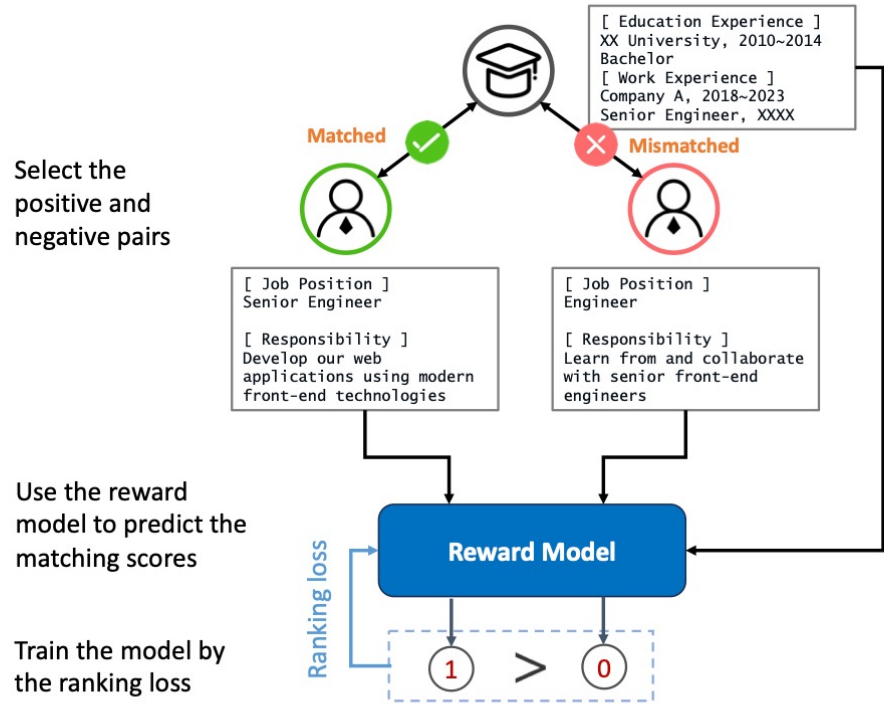 [ Education Experience ]
XX University, 2010~2014
Bachelor
[ Work Experience ]
Company A, 2018~2023
Senior Engineer, XXXX
Matched
Mismatched
Select the
positive and
negative pairs
[ Job Position ]
Senior Engineer
[ Responsibility ]
Develop our web
applications using modern
front-end technologies
[ Job Position ]
Engineer
[ Responsibility ]
Learn from and collaborate
with senior front-end
engineers
Use the reward
model to predict the
matching scores
Reward Model
Ranking loss
Train the model by
the ranking loss
1 > 0